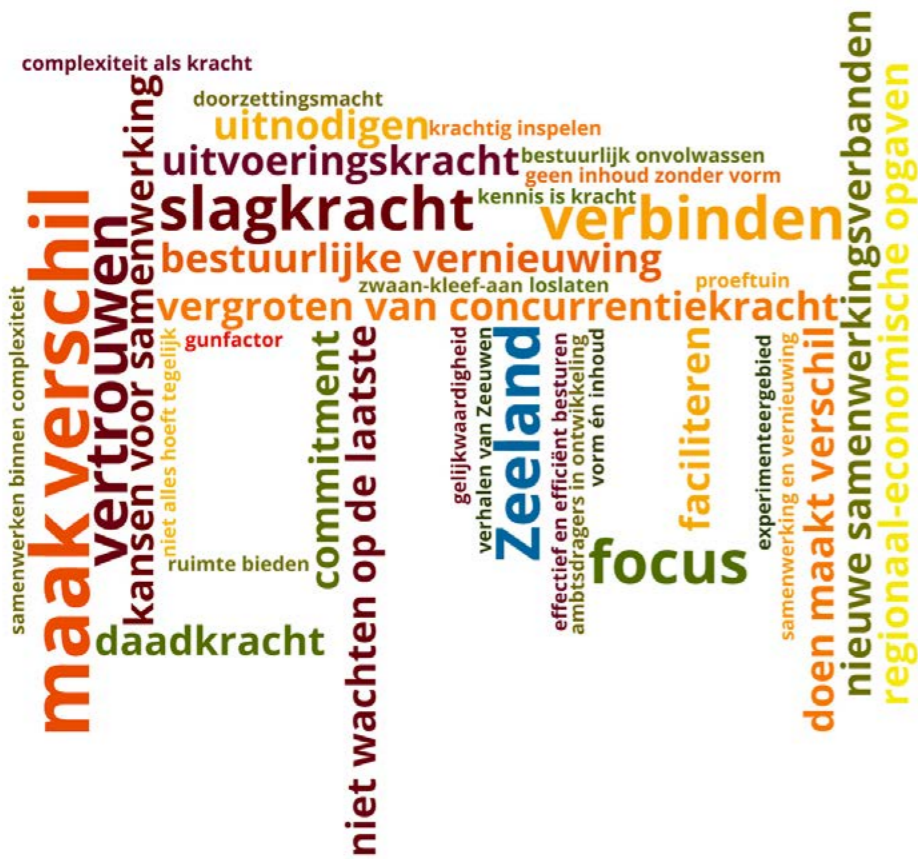 complexiteit als kracht
doorzettingsmacht
uitnodigen
krachtig inspelen
uitvoeringskracht
bestuurlijk onvolwassen
geen inhoud zonder vorm
slagkracht
kennis is kracht
verbinden
bestuurlijke vernieuwing
zwaan-kleef-aan loslaten
proeftuin
vergroten van concurrentiekracht
samenwerken binnen complexiteit
maak verschil
vertrouwen
kansen voor samenwerking
niet alles hoeft tegelijk
gunfactor
ruimte bieden
daadkracht
commitment
niet wachten op de laatste
gelijkwaardigheid
verhalen van Zeeuwen
Zeeland
effectief en efficiënt besturen
ambtsdragers in ontwikkeling
vorm én inhoud
focus
faciliteren
experimenteergebied
samenwerking en vernieuwing
doen maakt verschil
nieuwe samenwerkingsverbanden
regionaal-economische opgaven